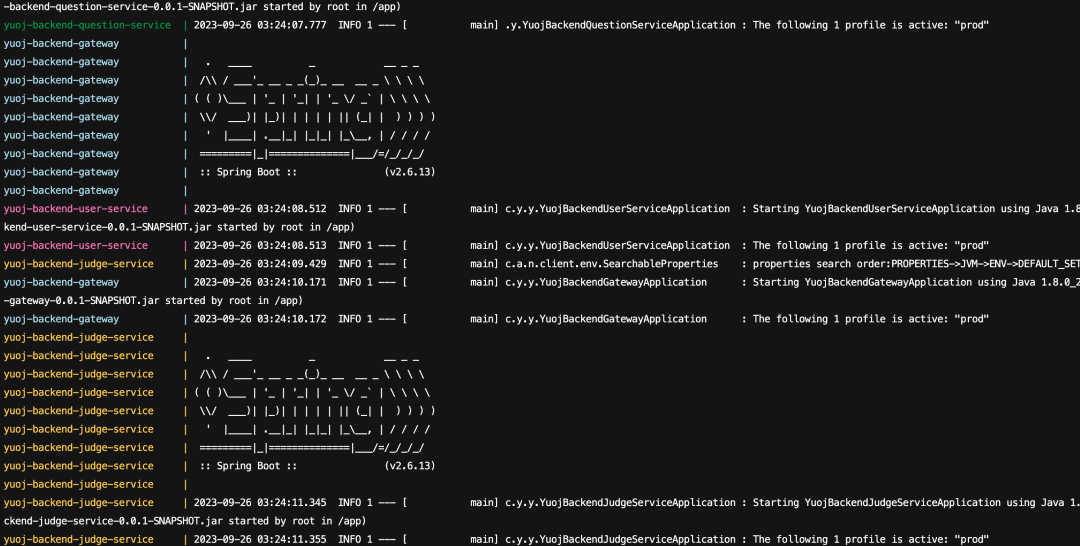 -backend-question-service-0.0.1-SNAPSHOT.jar started by root in /app)
yuoj-backend-question-service  | 2023-09-26 03:24:07.777  INFO 1 --- [           main] .y.YuojBackendQuestionServiceApplication : The following 1 profile is active: "prod"
yuoj-backend-gateway           |
yuoj-backend-gateway           |   .   ____          _            __ _ _
yuoj-backend-gateway           |  /\\ / ___'_ __ _ _(_)_ __  __ _ \ \ \ \
yuoj-backend-gateway           | ( ( )\___ | '_ | '_| | '_ \/ _` | \ \ \ \
yuoj-backend-gateway           |  \\/  ___)| |_)| | | | | || (_| |  ) ) ) )
yuoj-backend-gateway           |   '  |____| .__|_| |_|_| |_\__, | / / / /
yuoj-backend-gateway           |  =========|_|==============|___/=/_/_/_/
yuoj-backend-gateway           |  :: Spring Boot ::               (v2.6.13)
yuoj-backend-gateway           |
yuoj-backend-user-service      | 2023-09-26 03:24:08.512  INFO 1 --- [           main] c.y.y.YuojBackendUserServiceApplication  : Starting YuojBackendUserServiceApplication using Java 1.8
kend-user-service-0.0.1-SNAPSHOT.jar started by root in /app)
yuoj-backend-user-service      | 2023-09-26 03:24:08.513  INFO 1 --- [           main] c.y.y.YuojBackendUserServiceApplication  : The following 1 profile is active: "prod"
yuoj-backend-judge-service     | 2023-09-26 03:24:09.429  INFO 1 --- [           main] c.a.n.client.env.SearchableProperties    : properties search order:PROPERTIES->JVM->ENV->DEFAULT_SET
yuoj-backend-gateway           | 2023-09-26 03:24:10.171  INFO 1 --- [           main] c.y.y.YuojBackendGatewayApplication      : Starting YuojBackendGatewayApplication using Java 1.8.0_2
-gateway-0.0.1-SNAPSHOT.jar started by root in /app)
yuoj-backend-gateway           | 2023-09-26 03:24:10.172  INFO 1 --- [           main] c.y.y.YuojBackendGatewayApplication      : The following 1 profile is active: "prod"
yuoj-backend-judge-service     |
yuoj-backend-judge-service     |   .   ____          _            __ _ _
yuoj-backend-judge-service     |  /\\ / ___'_ __ _ _(_)_ __  __ _ \ \ \ \
yuoj-backend-judge-service     | ( ( )\___ | '_ | '_| | '_ \/ _` | \ \ \ \
yuoj-backend-judge-service     |  \\/  ___)| |_)| | | | | || (_| |  ) ) ) )
yuoj-backend-judge-service     |   '  |____| .__|_| |_|_| |_\__, | / / / /
yuoj-backend-judge-service     |  =========|_|==============|___/=/_/_/_/
yuoj-backend-judge-service     |  :: Spring Boot ::               (v2.6.13)
yuoj-backend-judge-service     |
yuoj-backend-judge-service     | 2023-09-26 03:24:11.345  INFO 1 --- [           main] c.y.y.YuojBackendJudgeServiceApplication : Starting YuojBackendJudgeServiceApplication using Java 1.
ckend-judge-service-0.0.1-SNAPSHOT.jar started by root in /app)
yuoj-backend-judge-service     | 2023-09-26 03:24:11.355  INFO 1 --- [           main] c.y.y.YuojBackendJudgeServiceApplication : The following 1 profile is active: "prod"